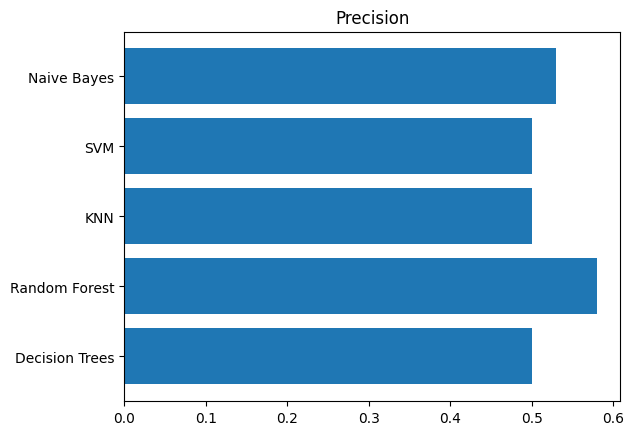 Precision
Naive Bayes
SVM
KNN
Random Forest
Decision Trees
0.0 0.1 0.2 0.3 0.4 0.5 0.6